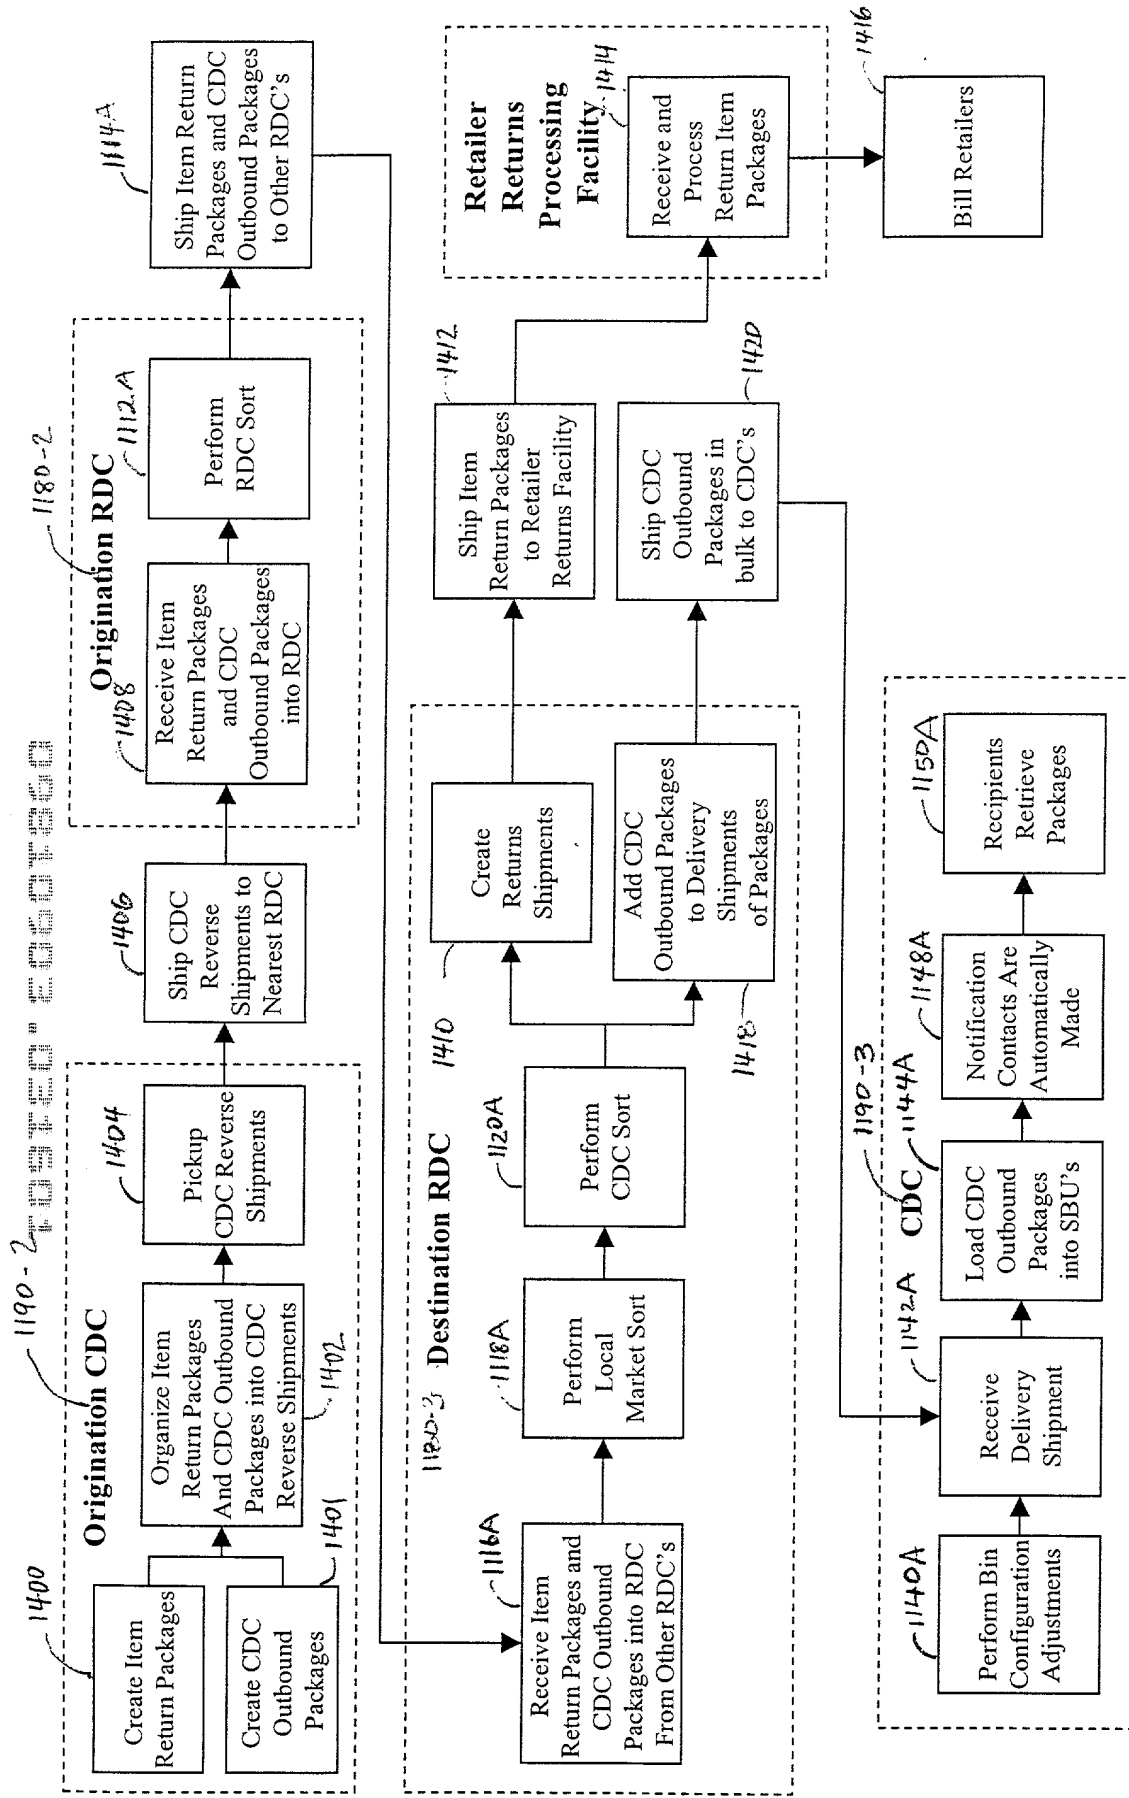 1190-2
Origination CDC
1400
Create Item
Return Packages
Create CDC
Outbound
Packages
1401
Organize Item
Return Packages
And CDC Outbound
Packages into CDC
Reverse Shipments
1402
1404
Pickup
CDC Reverse
Shipments
1406
Ship CDC
Reverse
Shipments to
Nearest RDC
1180-2
Origination RDC
1408
Receive Item
Return Packages
and CDC
Outbound Packages
into RDC
1112A
Perform
RDC Sort
1114A
Ship Item Return
Packages and CDC
Outbound Packages
to Other RDC's
1180-3
Destination RDC
1116A
Receive Item
Return Packages and
CDC Outbound
Packages into RDC
From Other RDC's
1118A
Perform
Local
Market Sort
1120A
Perform
CDC Sort
1410
Create
Returns
Shipments
Add CDC
Outbound Packages
to Delivery
Shipments
of Packages
1418
1412
Ship Item
Return Packages
to Retailer
Returns Facility
Ship CDC
Outbound
Packages in
bulk to CDC's
1420
Retailer
Returns
Processing
Facility
1414
Receive and
Process
Return Item
Packages
1416
Bill Retailers
1190-3
CDC
1140A
Perform Bin
Configuration
Adjustments
1142A
Receive
Delivery
Shipment
1144A
Load CDC
Outbound
Packages
into SBU's
1148A
Notification
Contacts Are
Automatically
Made
1150A
Recipients
Retrieve
Packages